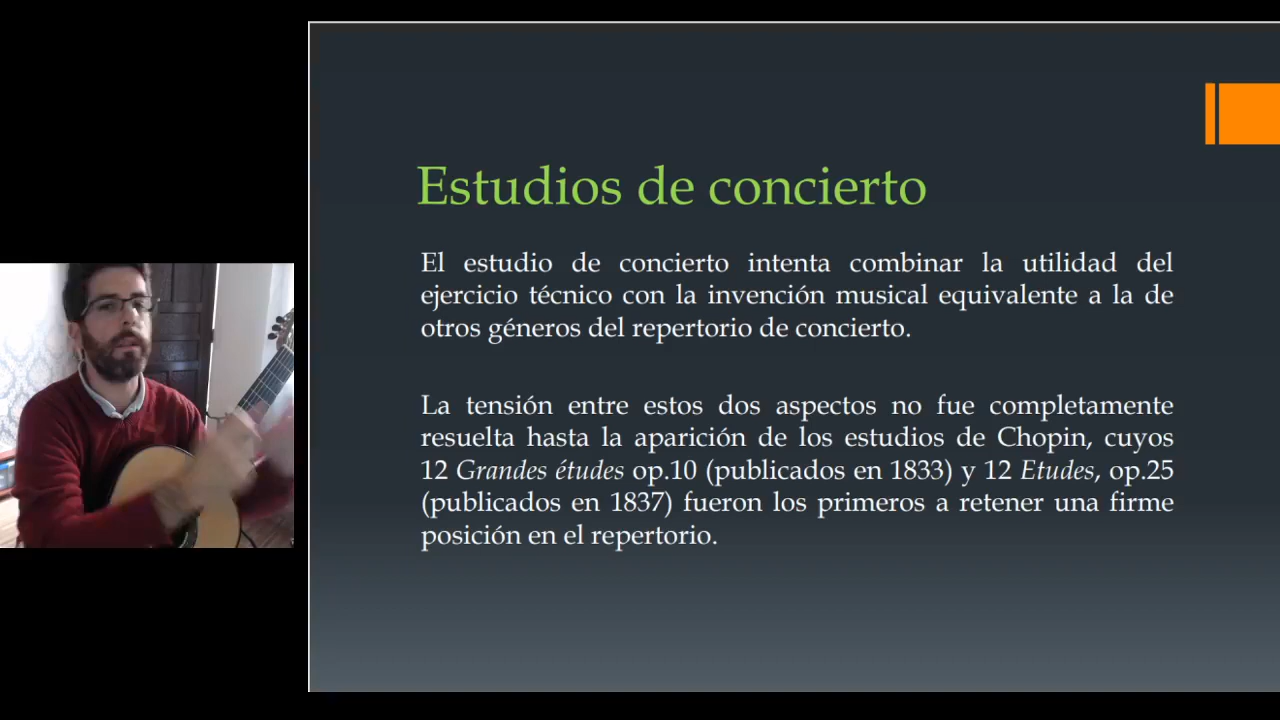 Estudios de concierto
El estudio de concierto intenta combinar la utilidad del
ejercicio técnico con la invención musical equivalente a la de
otros géneros del repertorio de concierto.
La tensión entre estos dos aspectos no fue completamente
resuelta hasta la aparición de los estudios de Chopin, cuyos
12 Grandes études op.10 (publicados en 1833) y 12 Etudes, op.25
(publicados en 1837) fueron los primeros a retener una firme
posición en el repertorio.